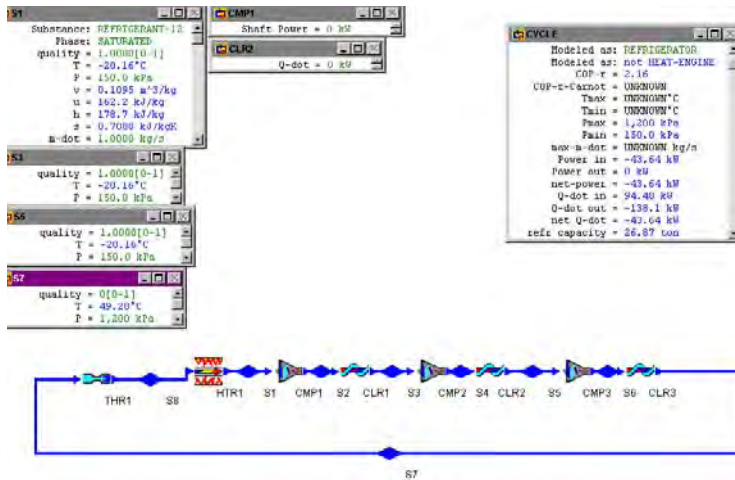 S1
Substance: REFRIGERANT-12
Phase: SATURATED
quality = 1.0000[0-1]
T = -20.16°C
P = 150.0 kPa
v = 0.1095 m^3/kg
u = 162.2 kJ/kg
h = 178.7 kJ/kg
s = 0.7088 kJ/kgK
m-dot = 1.0000 kg/s
CMP1
Shaft Power = 0 kW
CLR2
Q-dot = 0 kW
CYCLE
Modeled as: REFRIGERATOR
Modeled as: not HEAT-ENGINE
COP-r = 2.16
COP-r-Carnot = UNKNOWN
Tmax = UNKNOWN°C
Tmin = UNKNOWN°C
Pmax = 1,200 kPa
Pmin = 150.0 kPa
max-m-dot = UNKNOWN kg/s
Power in = -43.64 kW
Power out = 0 kW
net-power = -43.64 kW
Q-dot in = 94.48 kW
Q-dot out = -138.1 kW
net Q-dot = -43.64 kW
refr capacity = 26.87 ton
S3
quality = 1.0000[0-1]
T = -20.16°C
P = 150.0 kPa
S6
quality = 1.0000[0-1]
T = -20.16°C
P = 150.0 kPa
S7
quality = 0[0-1]
T = 49.28°C
P = 1,200 kPa
THR1 S8 HTR1 S1 CMP1 S2 CLR1 S3 CMP2 S4 CLR2 S5 CMP3 S6 CLR3
S7